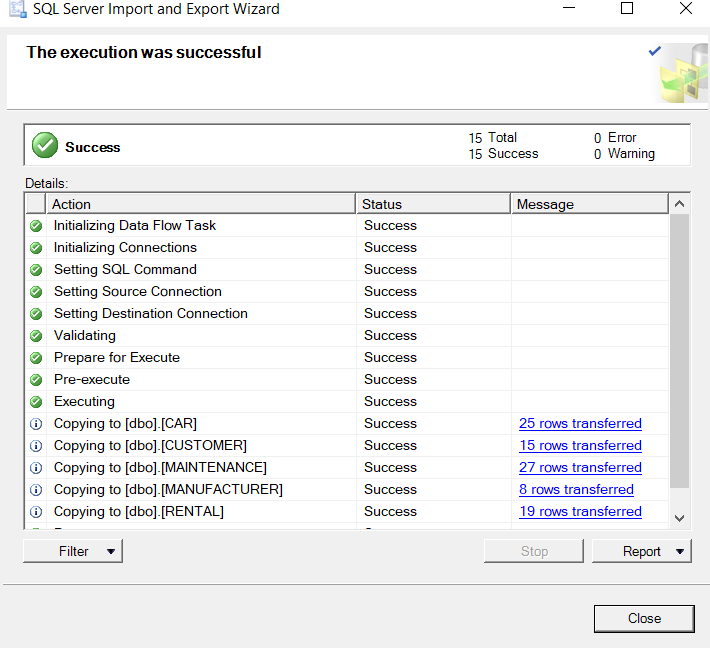 SQL Server Import and Export Wizard
The execution was successful
Success
15 Total 0 Error
15 Success 0 Warning
Details:
Action Status Message
Initializing Data Flow Task Success
Initializing Connections Success
Setting SQL Command Success
Setting Source Connection Success
Setting Destination Connection Success
Validating Success
Prepare for Execute Success
Pre-execute Success
Executing Success
Copying to [dbo].[CAR] Success 25 rows transferred
Copying to [dbo].[CUSTOMER] Success 15 rows transferred
Copying to [dbo].[MAINTENANCE] Success 27 rows transferred
Copying to [dbo].[MANUFACTURER] Success 8 rows transferred
Copying to [dbo].[RENTAL] Success 19 rows transferred
Filter Stop Report
Close